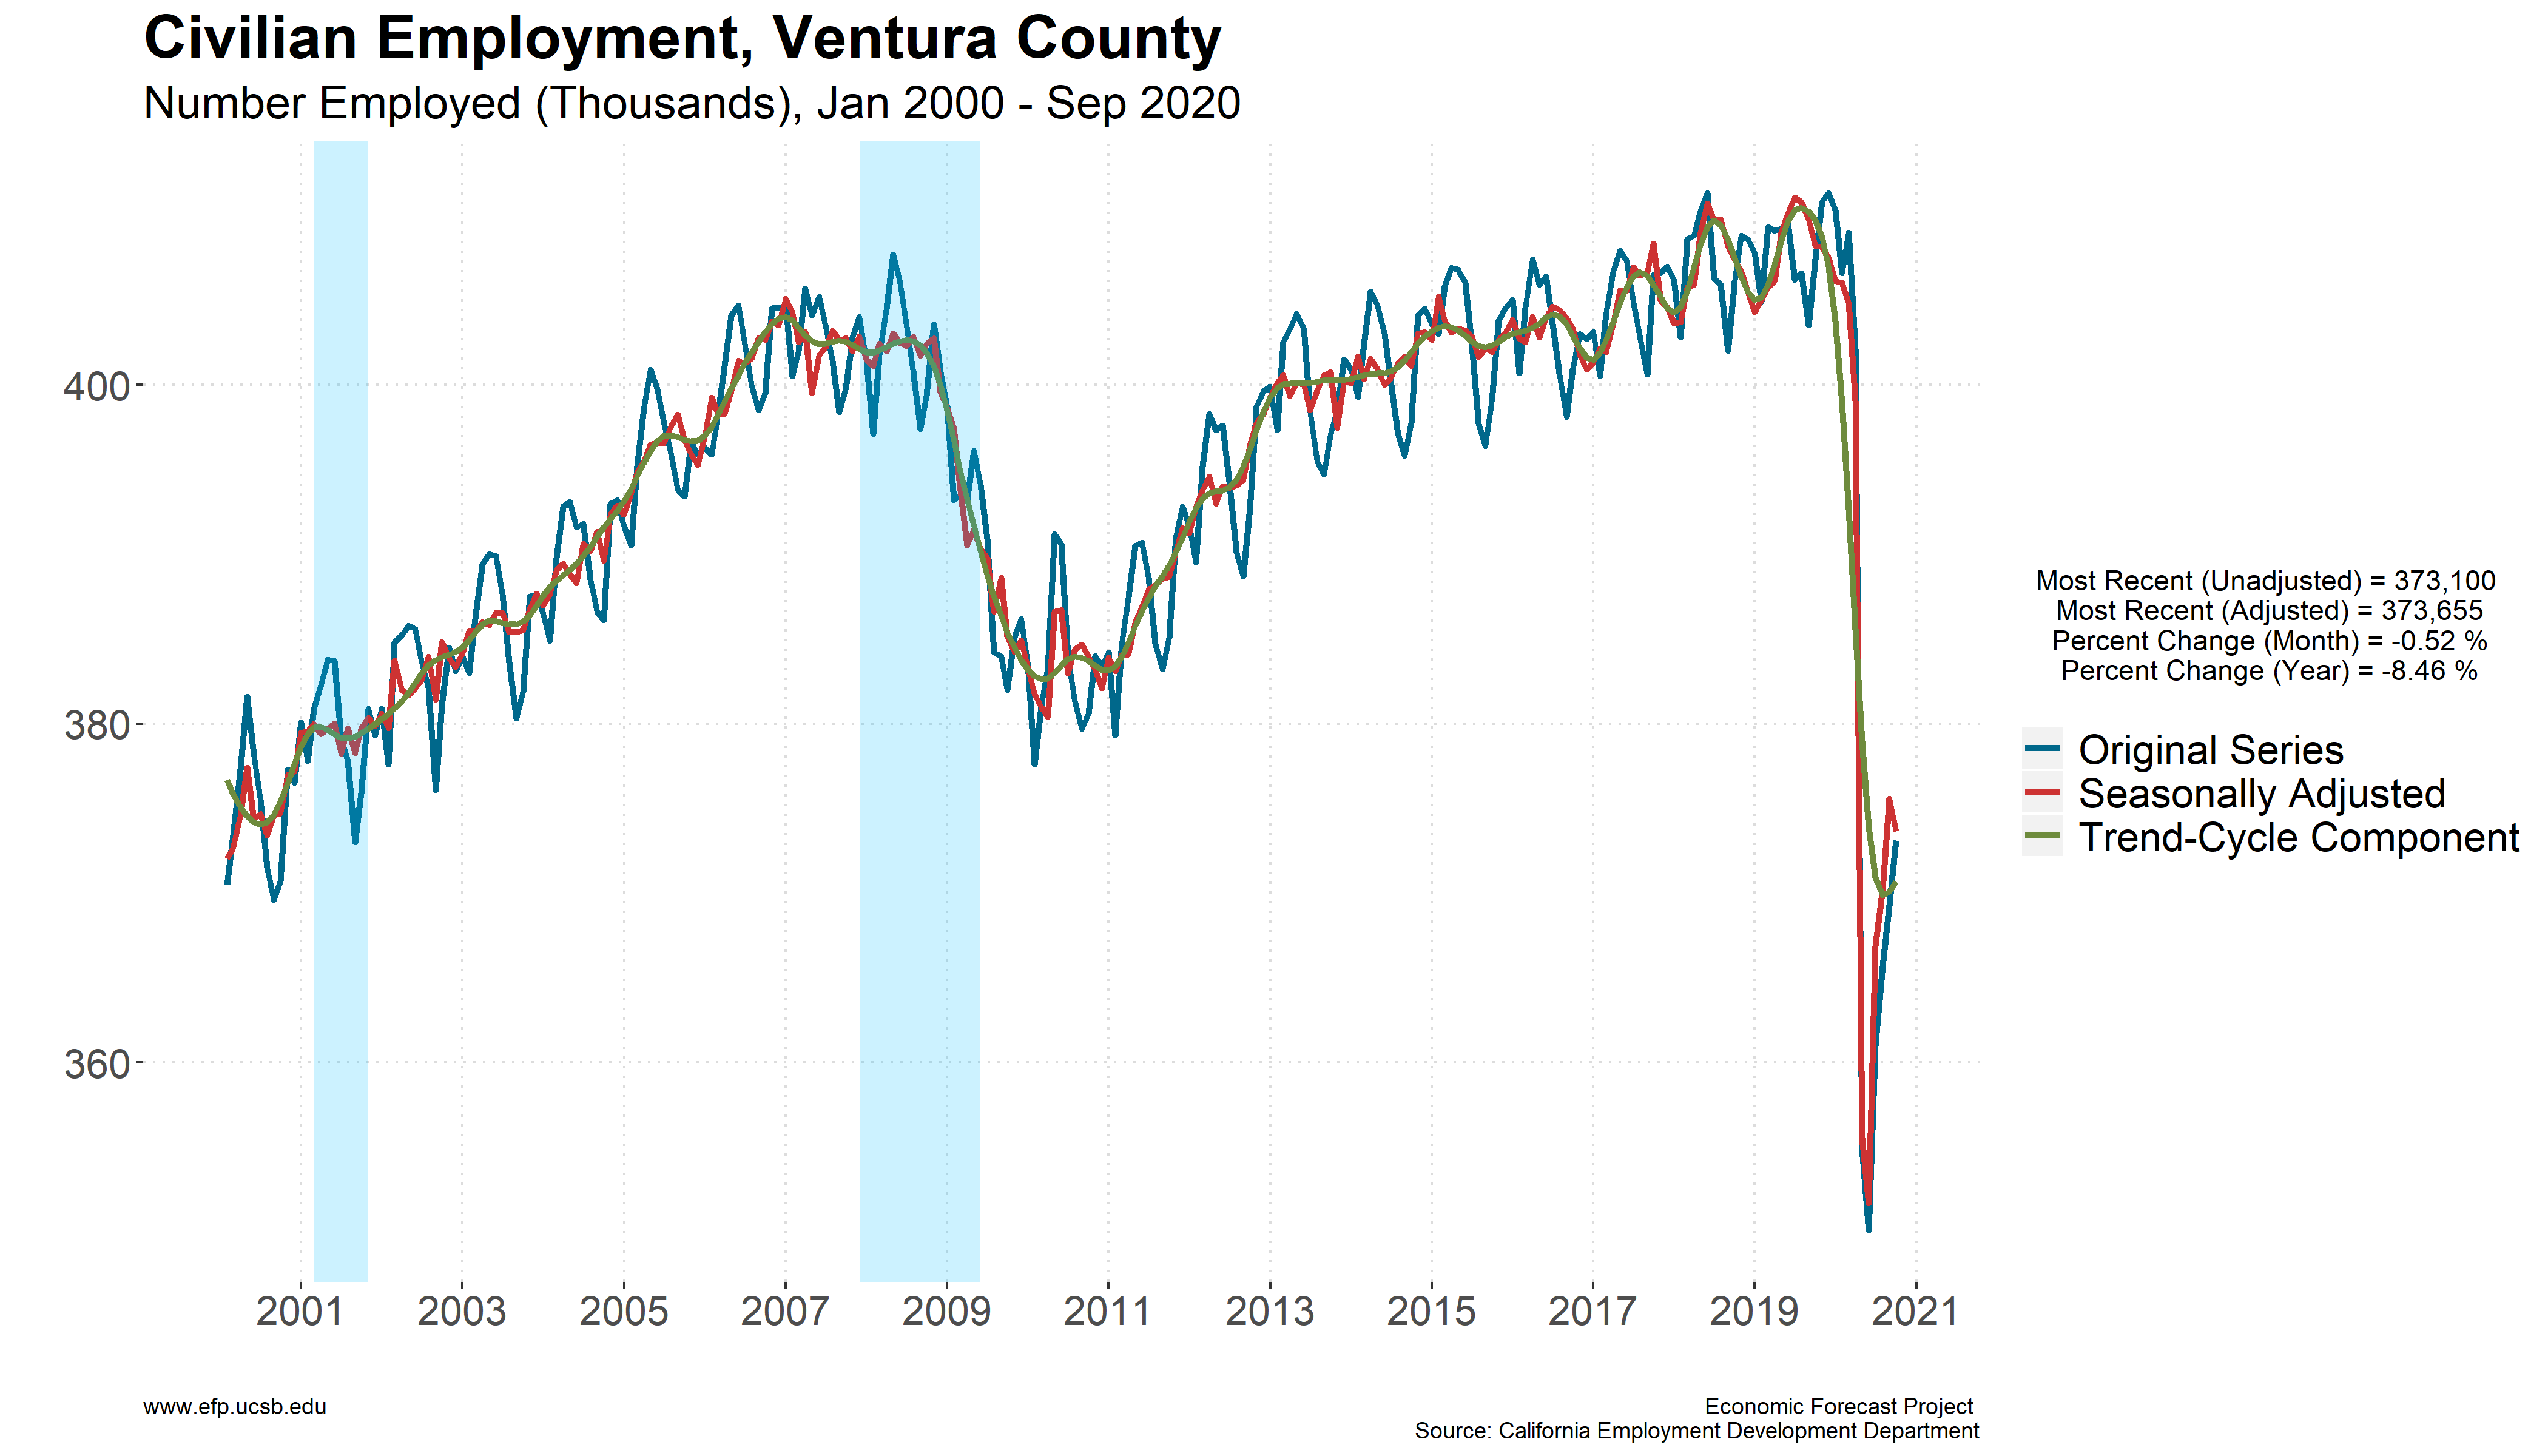 Civilian Employment, Ventura County
Number Employed (Thousands), Jan 2000 - Sep 2020
400
380
360
2001 2003 2005 2007 2009 2011 2013 2015 2017 2019 2021
Most Recent (Unadjusted) = 373,100
Most Recent (Adjusted) = 373,655
Percent Change (Month) = -0.52 %
Percent Change (Year) = -8.46 %
Original Series
Seasonally Adjusted
Trend-Cycle Component
www.efp.ucsb.edu
Economic Forecast Project
Source: California Employment Development Department